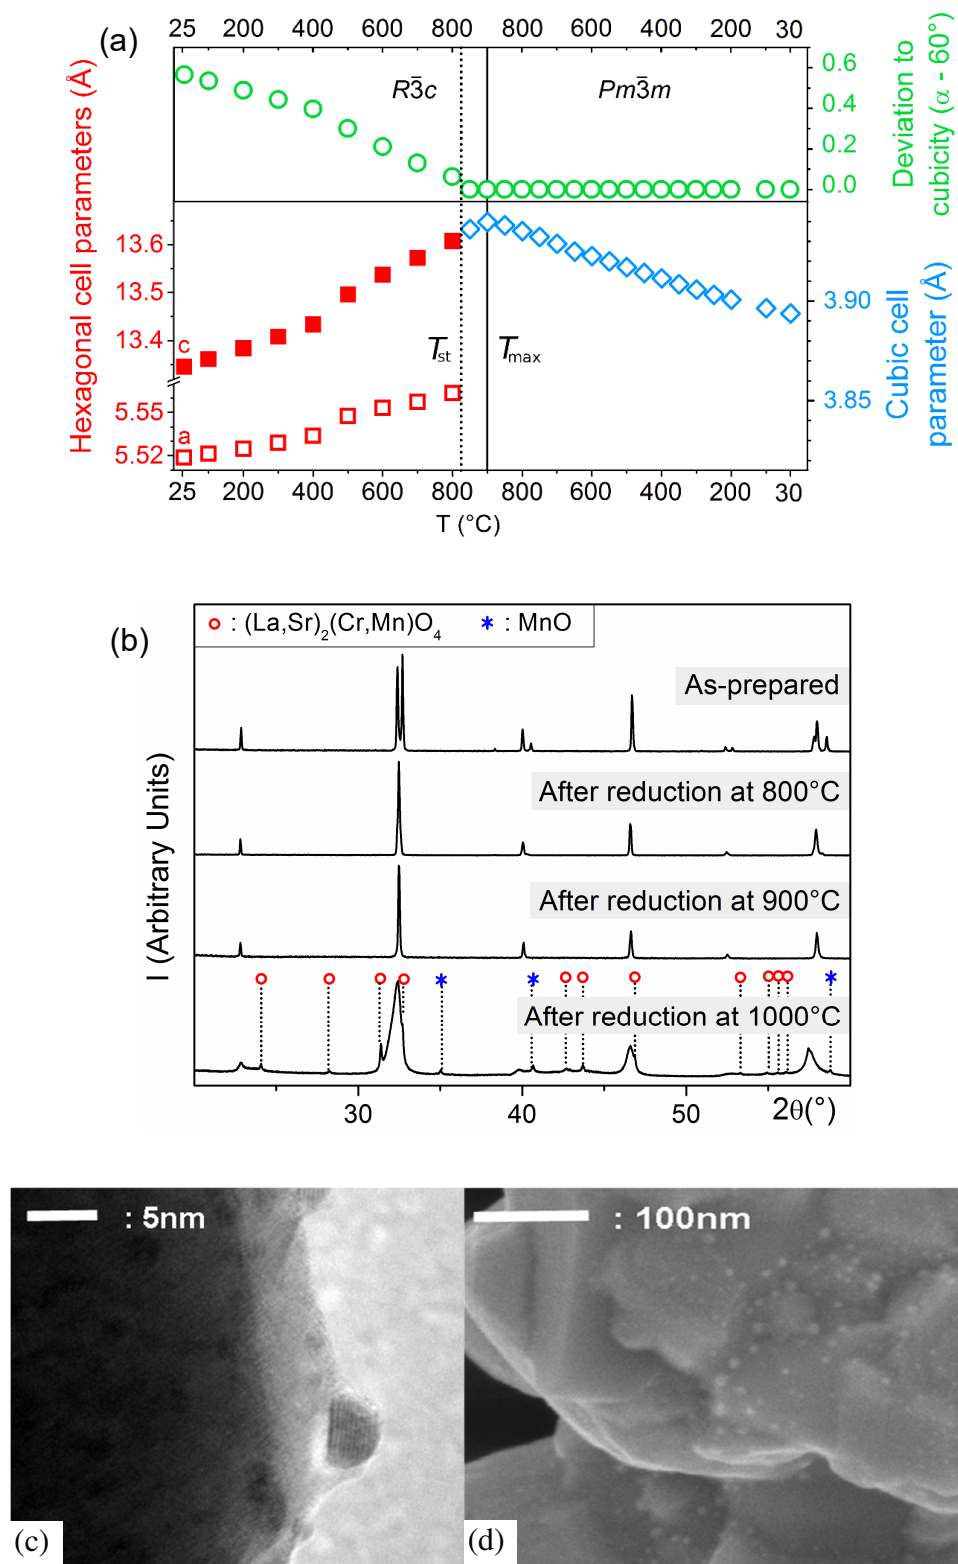 (a)
25 200 400 600 800 800 600 400 200 30
R3̄c
Pm3̄m
0.6
0.4
0.2
0.0
Deviation to
cubicity (α - 60°)
Hexagonal cell parameters (Å)
13.6
13.5
13.4
c
5.55
a
5.52
Tst
Tmax
3.90
3.85
Cubic cell
parameter (Å)
25 200 400 600 800 800 600 400 200 30
T (°C)
(b)
: (La,Sr)2(Cr,Mn)O4 : MnO
As-prepared
After reduction at 800°C
After reduction at 900°C
After reduction at 1000°C
I (Arbitrary Units)
30 40 50 2θ(°)
: 5nm
: 100nm
(c)
(d)